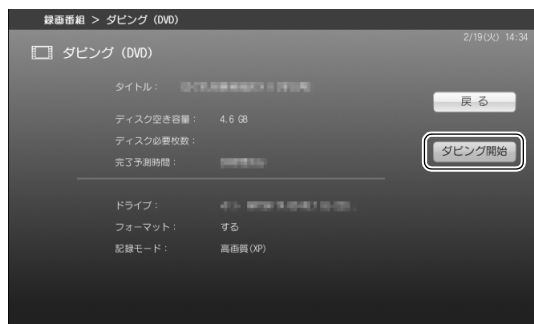 録画番組 > ダビング (DVD)
2/19(火) 14:34
ダビング (DVD)
タイトル：
戻る
ディスク空き容量： 4.6 GB
ディスク必要枚数：
ダビング開始
完了予測時間：
ドライブ：
フォーマット： する
記録モード： 高画質(XP)